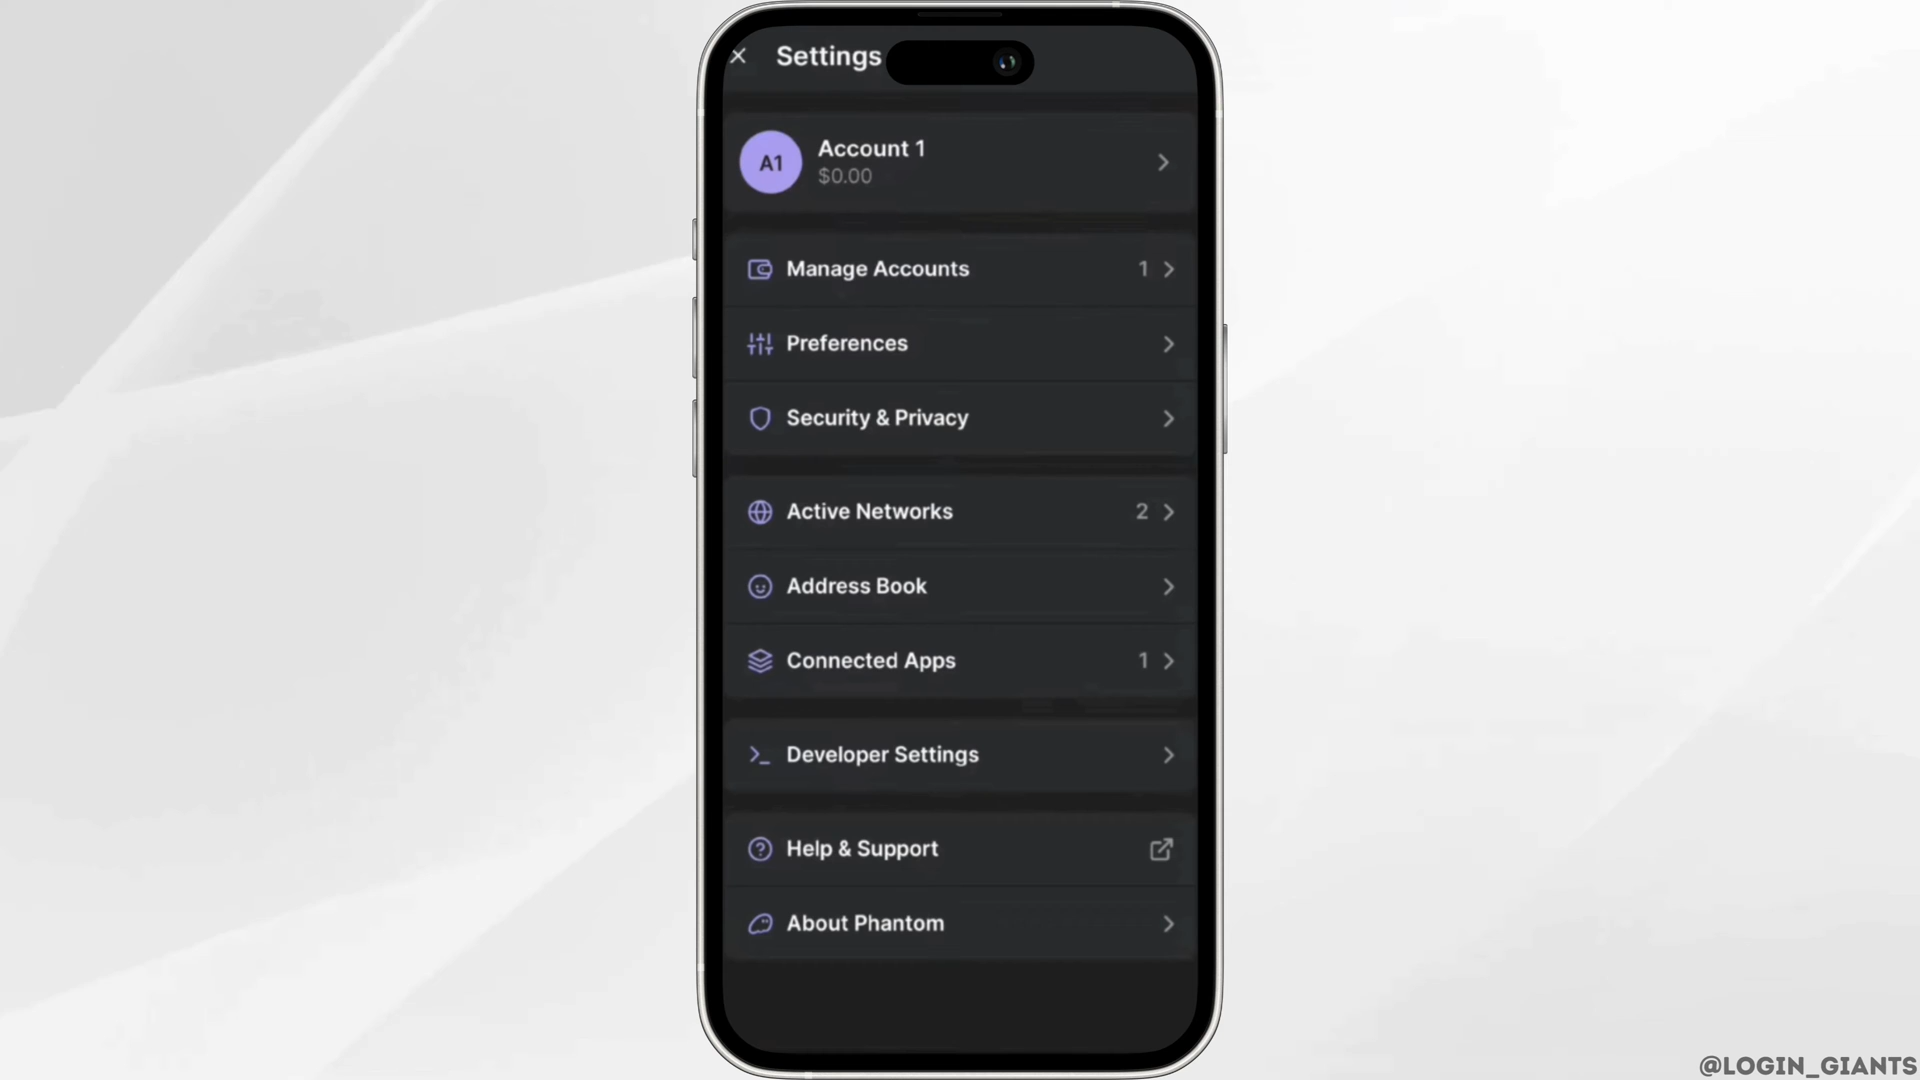 Settings
A1
Account 1
$0.00
Manage Accounts 1
Preferences
Security & Privacy
Active Networks 2
Address Book
Connected Apps 1
Developer Settings
Help & Support
About Phantom
@LOGIN_GIANTS